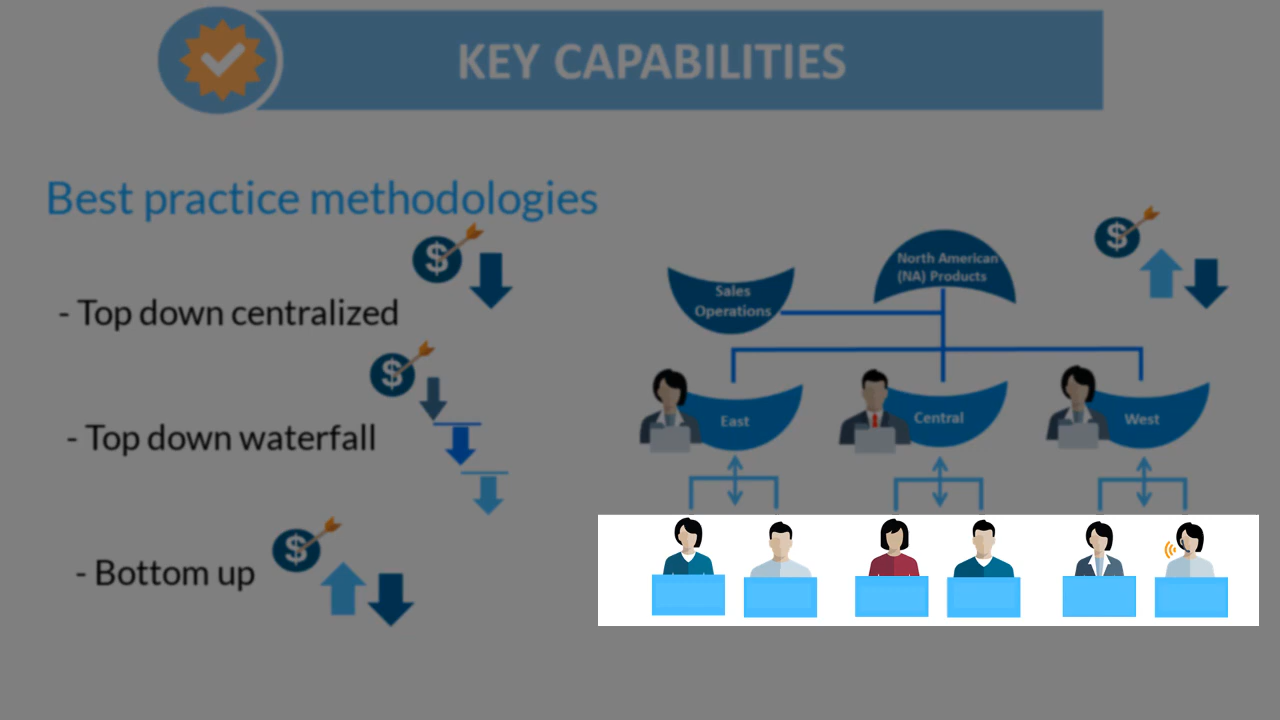 KEY CAPABILITIES
Best practice methodologies
$
- Top down centralized
$
- Top down waterfall
$
- Bottom up
$
North American
(NA) Products
Sales
Operations
East
Central
West